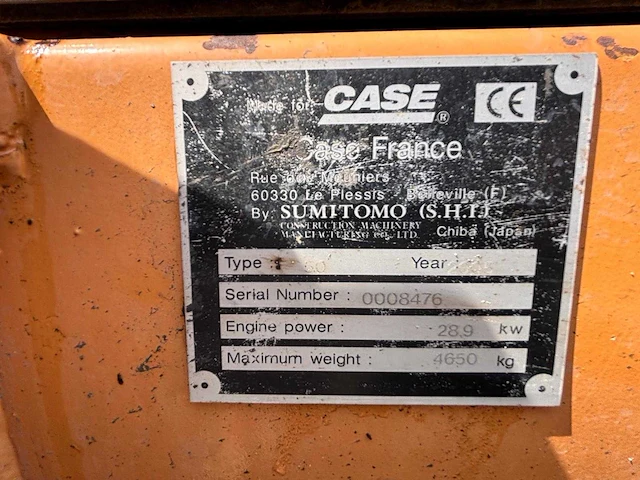 Made for CASE ® CE
Case France
Rue des Meuniers
60330 Le Plessis - Belleville (F)
By SUMITOMO (S.H.I.)
CONSTRUCTION MACHINERY
MANUFACTURING CO., LTD. Chiba (Japan)
Type : Year
Serial Number : 0008476
Engine power : 28.9 kw
Maximum weight : 4650 kg